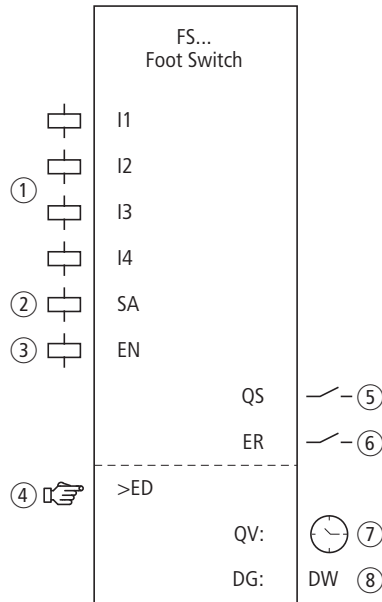 FS...
Foot Switch
I1
I2
① I3
I4
② SA
③ EN
QS ⑤
ER ⑥
④ >ED
QV: ⑦
DG: DW ⑧